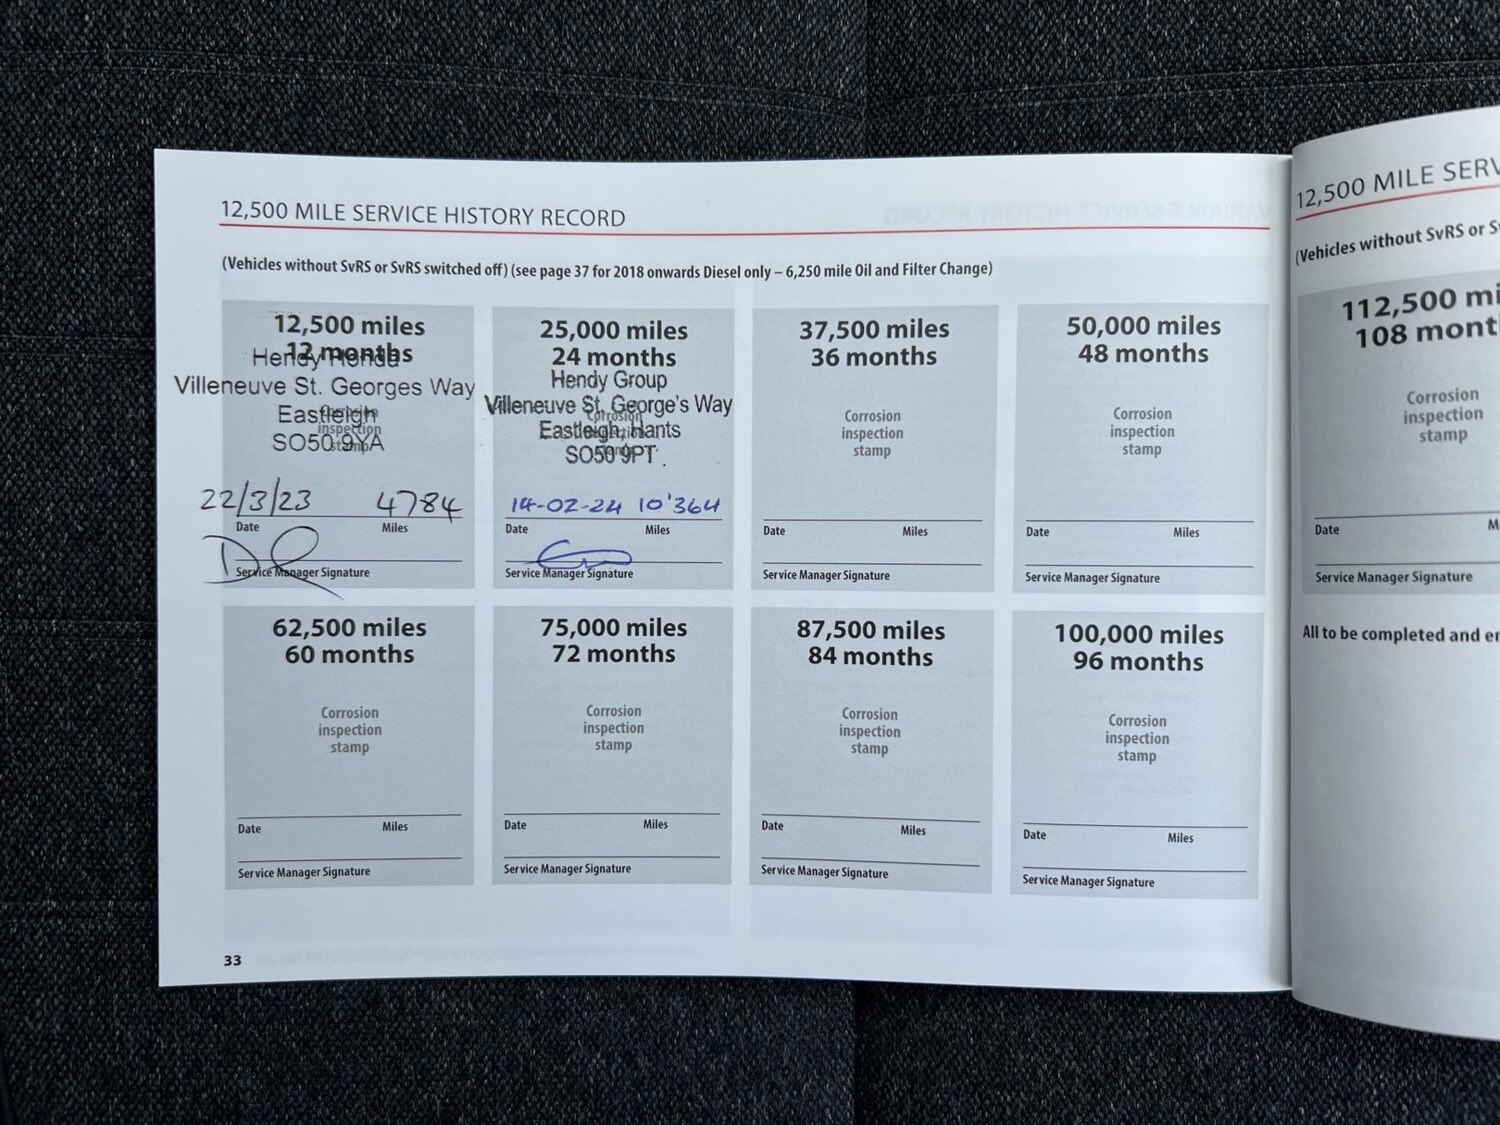 12,500 MILE SERVICE HISTORY RECORD
(Vehicles without SvRS or SvRS switched off) (see page 37 for 2018 onwards Diesel only – 6,250 mile Oil and Filter Change)
12,500 miles
12 months
Hendy Honda
Villeneuve St. Georges Way
Eastleigh
SO50 9YA
Corrosion
inspection
stamp
22/3/23 4784
Date Miles
Service Manager Signature
25,000 miles
24 months
Hendy Group
Villeneuve St. George's Way
Eastleigh, Hants
SO50 9PT.
Corrosion
inspection
stamp
14-02-24 10'364
Date Miles
Service Manager Signature
37,500 miles
36 months
Corrosion
inspection
stamp
Date Miles
Service Manager Signature
50,000 miles
48 months
Corrosion
inspection
stamp
Date Miles
Service Manager Signature
62,500 miles
60 months
Corrosion
inspection
stamp
Date Miles
Service Manager Signature
75,000 miles
72 months
Corrosion
inspection
stamp
Date Miles
Service Manager Signature
87,500 miles
84 months
Corrosion
inspection
stamp
Date Miles
Service Manager Signature
100,000 miles
96 months
Corrosion
inspection
stamp
Date Miles
Service Manager Signature
33
12,500 MILE SERV
(Vehicles without SvRS or S
112,500 mi
108 mont
Corrosion
inspection
stamp
Date M
Service Manager Signature
All to be completed and en